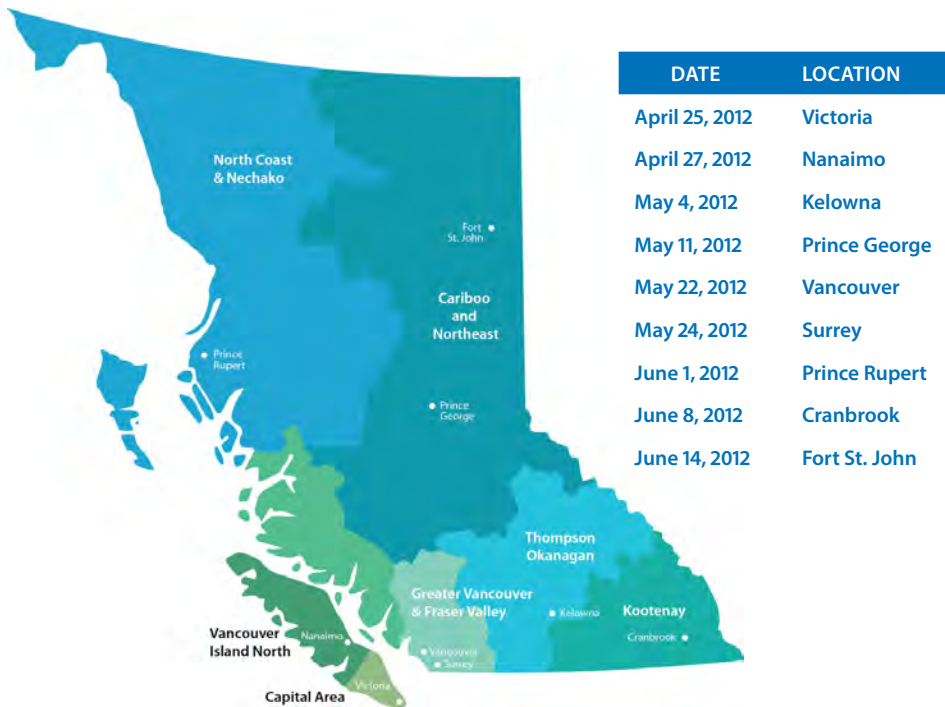 North Coast
& Nechako
Fort
St. John
Cariboo
and
Northeast
Prince
Rupert
Prince
George
Thompson
Okanagan
Greater Vancouver
& Fraser Valley
Kelowna
Kootenay
Cranbrook
Vancouver
Island North
Nanaimo
Vancouver
Surrey
Capital Area
Victoria
DATE LOCATION
April 25, 2012 Victoria
April 27, 2012 Nanaimo
May 4, 2012 Kelowna
May 11, 2012 Prince George
May 22, 2012 Vancouver
May 24, 2012 Surrey
June 1, 2012 Prince Rupert
June 8, 2012 Cranbrook
June 14, 2012 Fort St. John